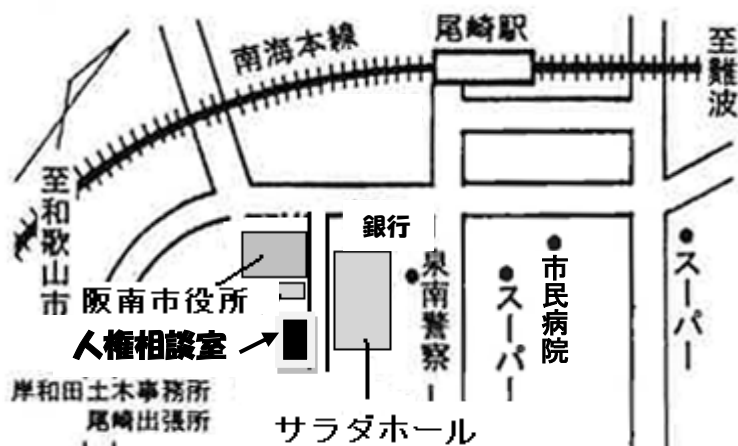 尾崎駅
南海本線
至難波
至和歌山市
銀行
阪南市役所
人権相談室
泉南警察
スーパー
市民病院
スーパー
岸和田土木事務所
尾崎出張所
サラダホール